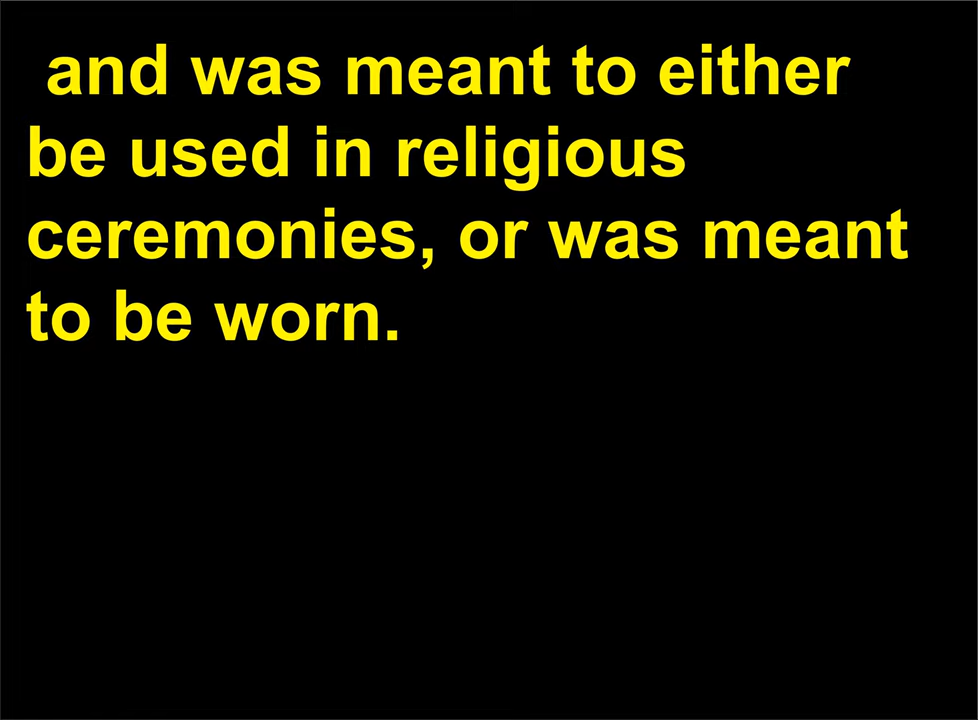 and was meant to either
be used in religious
ceremonies, or was meant
to be worn.